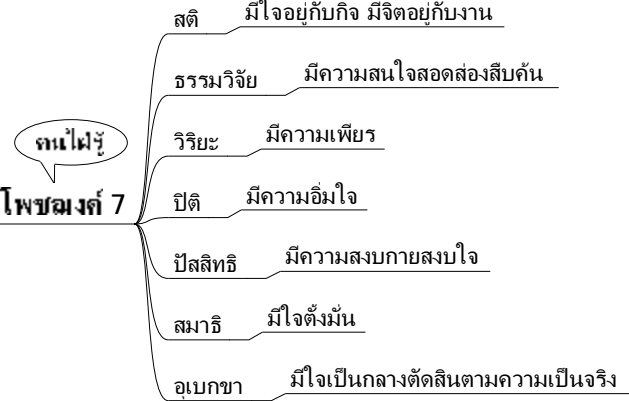 สติ
มีใจอยู่กับกิจ มีจิตอยู่กับงาน
ธรรมวิจัย
มีความสนใจสอดส่องสืบค้น
คนใฝ่รู้
วิริยะ
มีความเพียร
โพชฌงค์ 7
ปิติ
มีความอิ่มใจ
ปัสสิทธิ
มีความสงบกายสงบใจ
สมาธิ
มีใจตั้งมั่น
อุเบกขา
มีใจเป็นกลางตัดสินตามความเป็นจริง